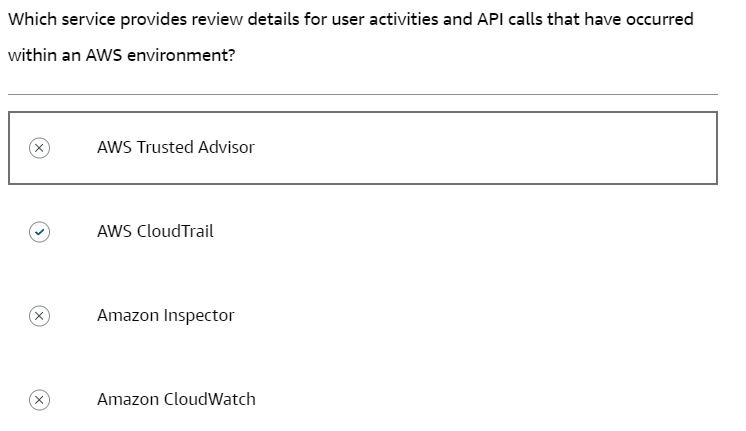 Which service provides review details for user activities and API calls that have occurred
within an AWS environment?
AWS Trusted Advisor
AWS CloudTrail
Amazon Inspector
Amazon CloudWatch